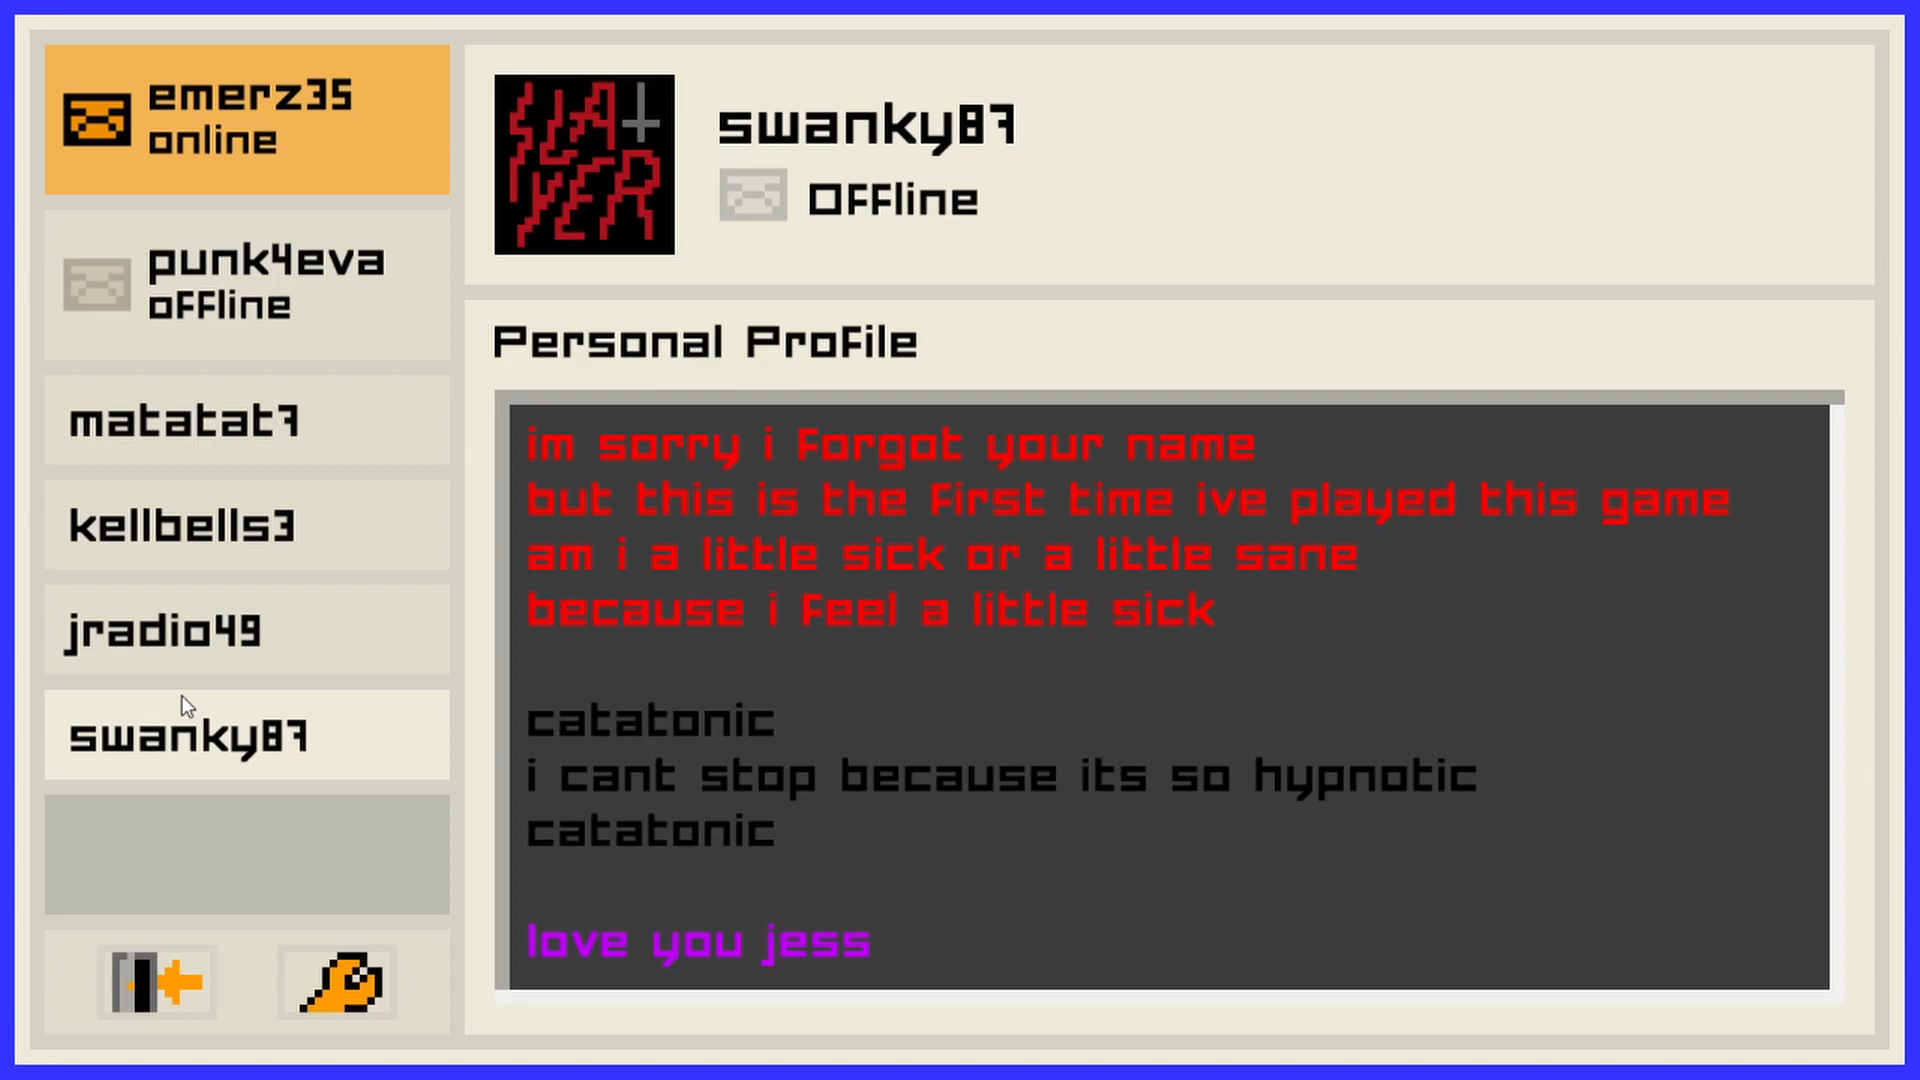 emerz35
online
punk4eva
offline
matatat7
kellbells3
jradio49
swanky87
SLA
YER
swanky87
Offline
Personal Profile
im sorry i forgot your name
but this is the first time ive played this game
am i a little sick or a little sane
because i feel a little sick
catatonic
i cant stop because its so hypnotic
catatonic
love you jess